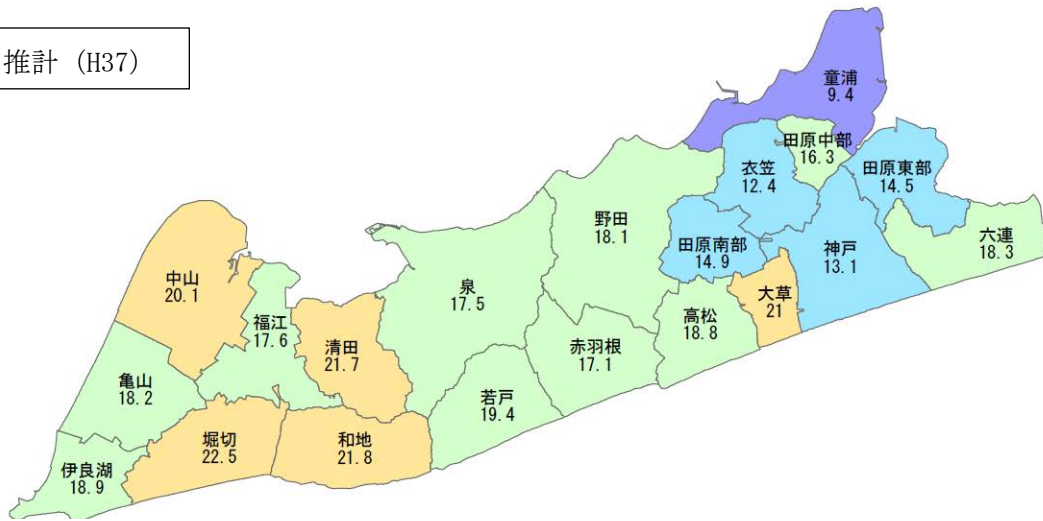 推計 (H37)
童浦
9.4
田原中部
16.3
衣笠
12.4
田原東部
14.5
野田
18.1
田原南部
14.9
神戸
13.1
六連
18.3
中山
20.1
泉
17.5
大草
21
福江
17.6
高松
18.8
清田
21.7
赤羽根
17.1
亀山
18.2
若戸
19.4
堀切
22.5
和地
21.8
伊良湖
18.9